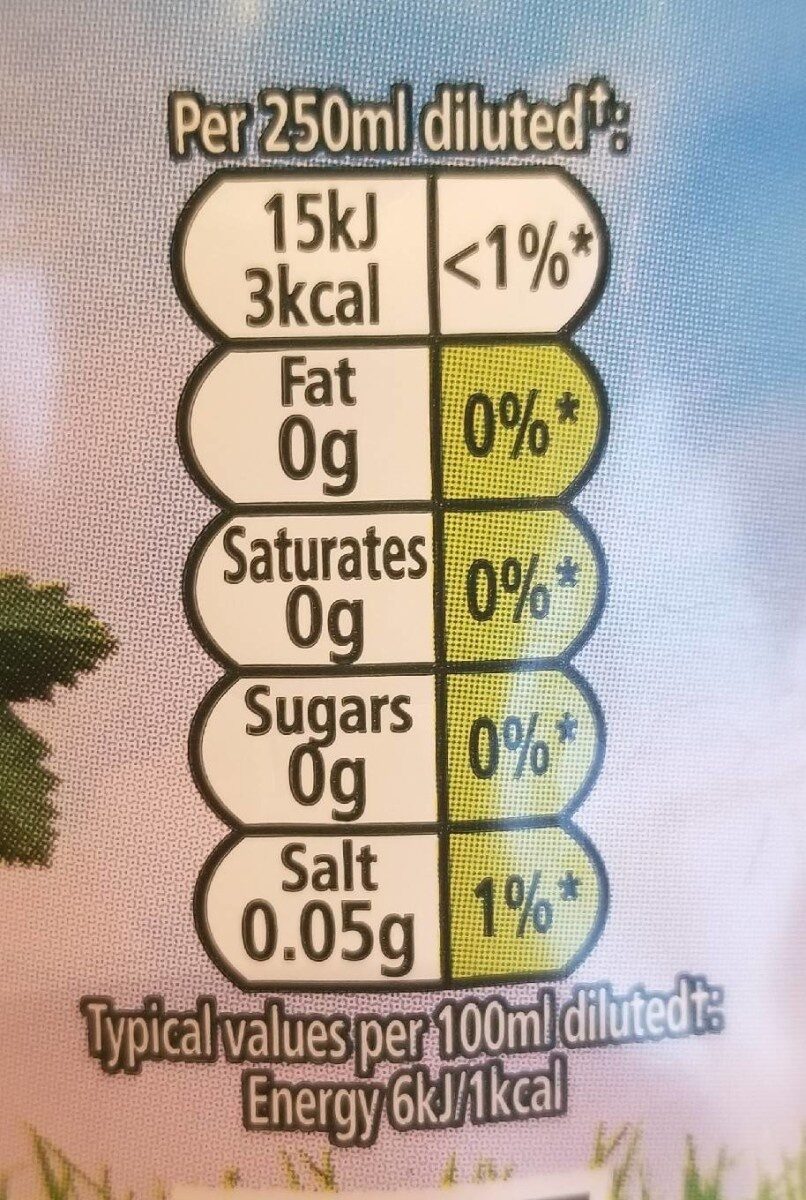 Per 250ml diluted†:
15kJ
3kcal
<1%*
Fat
0g
0%*
Saturates
0g
0%*
Sugars
0g
0%*
Salt
0.05g
1%*
Typical values per 100ml diluted†:
Energy 6kJ/1kcal